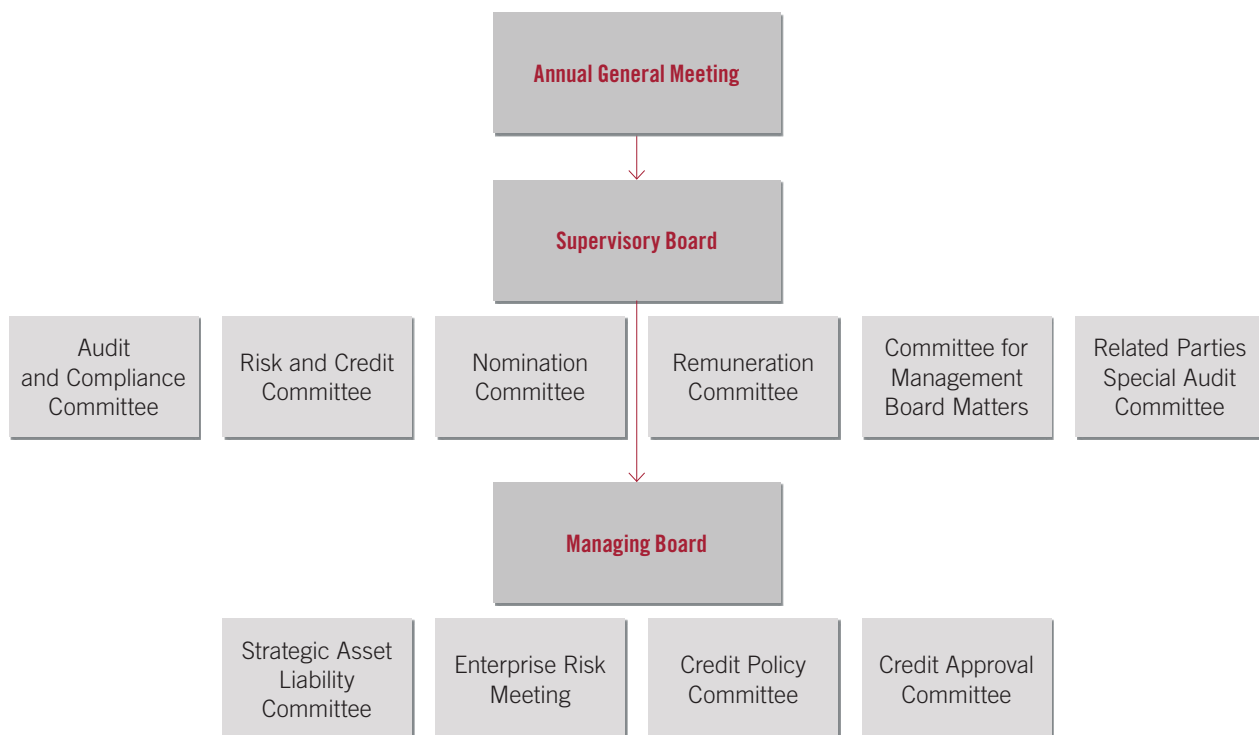 Annual General Meeting
Supervisory Board
Audit
and Compliance
Committee
Risk and Credit
Committee
Nomination
Committee
Remuneration
Committee
Committee for
Management
Board Matters
Related Parties
Special Audit
Committee
Managing Board
Strategic Asset
Liability
Committee
Enterprise Risk
Meeting
Credit Policy
Committee
Credit Approval
Committee